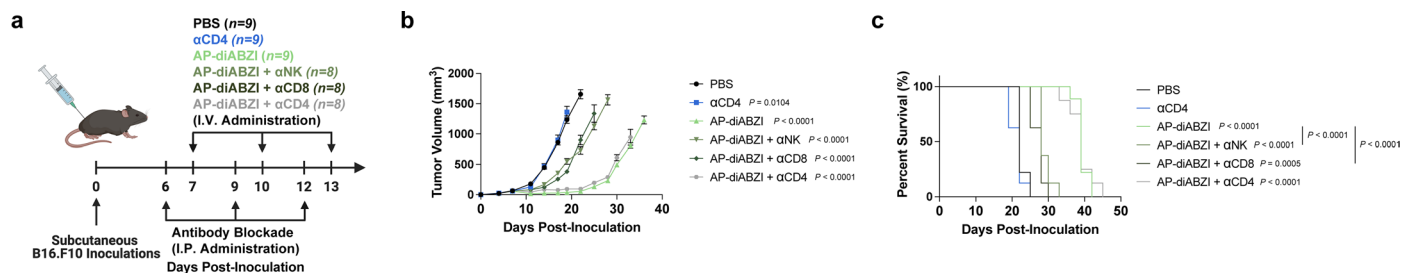 a
PBS (n=9)
αCD4 (n=9)
AP-diABZI (n=9)
AP-diABZI + αNK (n=8)
AP-diABZI + αCD8 (n=8)
AP-diABZI + αCD4 (n=8)
(I.V. Administration)
0 6 7 9 10 12 13
Subcutaneous
B16.F10 Inoculations
Antibody Blockade
(I.P. Administration)
Days Post-Inoculation
b
Tumor Volume (mm³)
2000
1500
1000
500
0
0 10 20 30 40
Days Post-Inoculation
PBS
αCD4 P = 0.0104
AP-diABZI P < 0.0001
AP-diABZI + αNK P < 0.0001
AP-diABZI + αCD8 P < 0.0001
AP-diABZI + αCD4 P < 0.0001
c
Percent Survival (%)
100
50
0
0 10 20 30 40 50
Days Post-Inoculation
PBS
αCD4
AP-diABZI P < 0.0001
AP-diABZI + αNK P < 0.0001
AP-diABZI + αCD8 P = 0.0005
AP-diABZI + αCD4 P < 0.0001
P < 0.0001
P < 0.0001